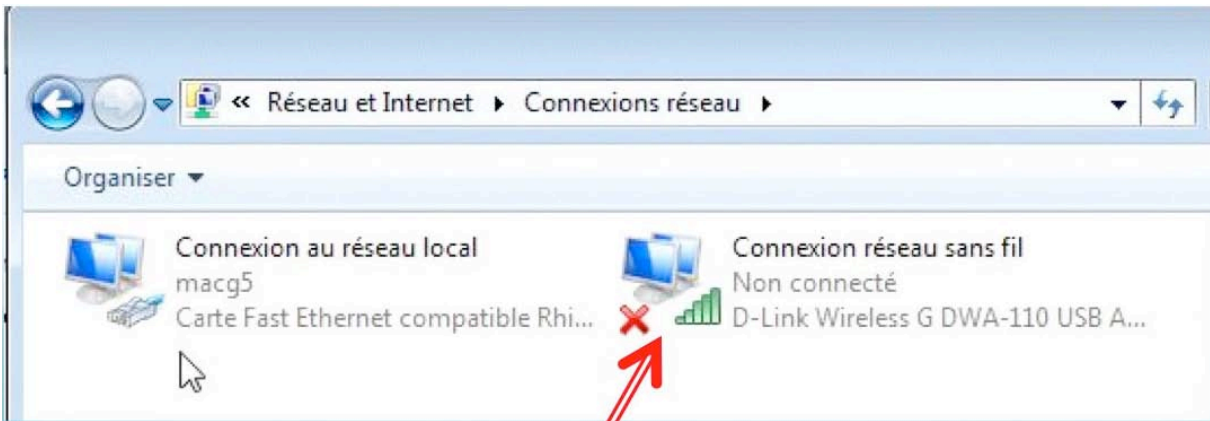 « Réseau et Internet ▸ Connexions réseau ▸
Organiser ▾
Connexion au réseau local
macg5
Carte Fast Ethernet compatible Rhi...
Connexion réseau sans fil
Non connecté
D-Link Wireless G DWA-110 USB A...